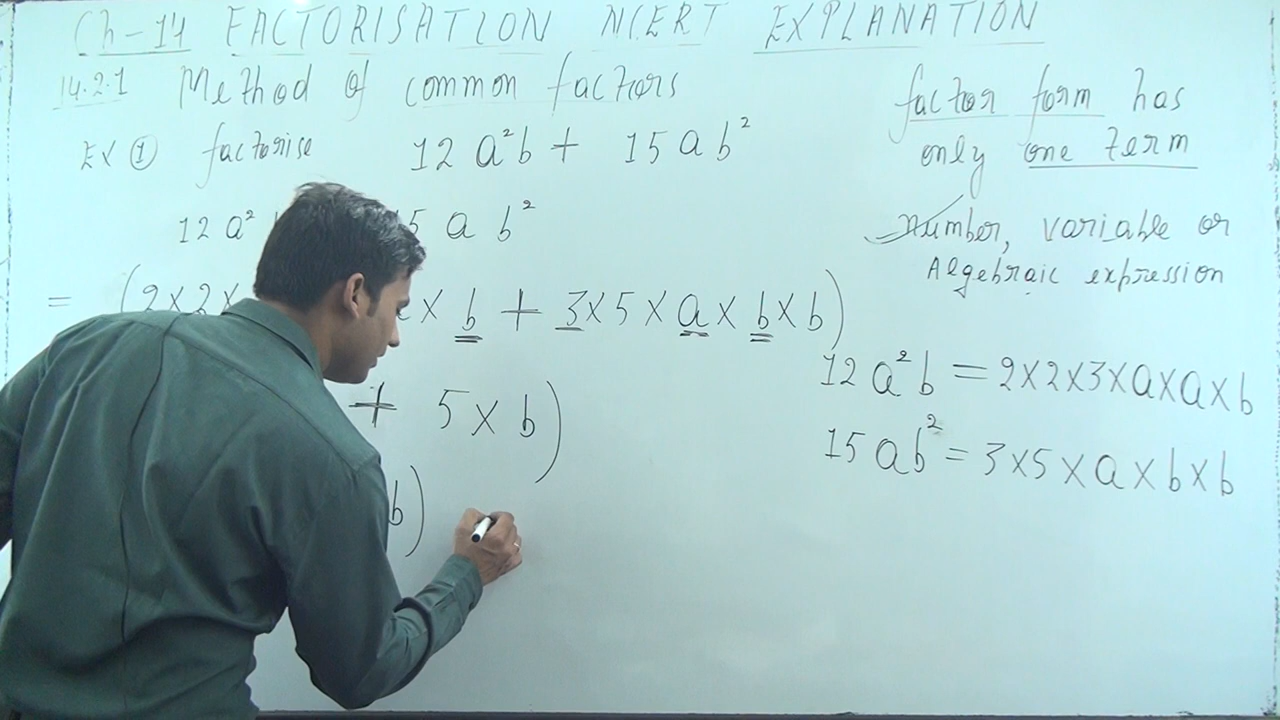 Ch-14 FACTORISATION NCERT EXPLANATION
14.2.1 Method of common factors
Ex ① factorise 12 a²b + 15 a b²
12 a² 5 a b²
= (2×2× × b + 3×5×a×b×b)
+ 5×b)
b)
factor form has
only one term
Number, variable or
Algebraic expression
12 a²b = 2×2×3×a×a×b
15 ab² = 3×5×a×b×b